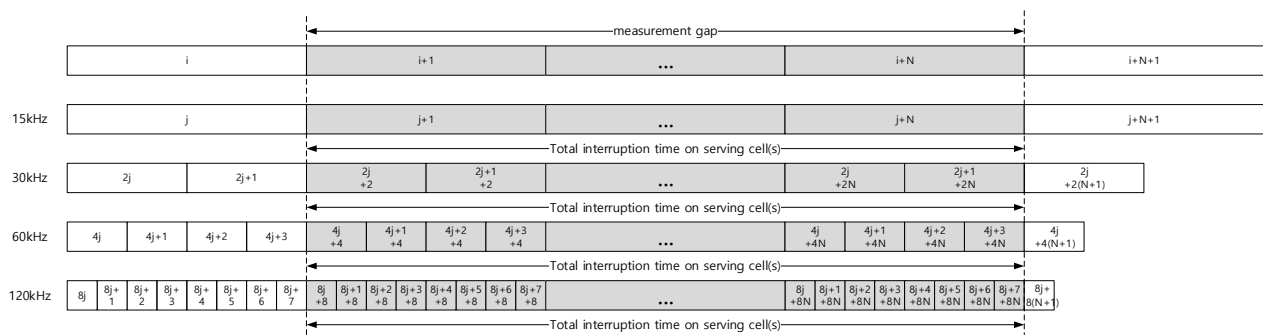 measurement gap
i i+1 ... i+N i+N+1
15kHz j j+1 ... j+N j+N+1
Total interruption time on serving cell(s)
30kHz 2j 2j+1 2j 2j+1 ... 2j 2j+1 2j
+2 +2 +2N +2N +2(N+1)
Total interruption time on serving cell(s)
60kHz 4j 4j+1 4j+2 4j+3 4j 4j+1 4j+2 4j+3 ... 4j 4j+1 4j+2 4j+3 4j
+4 +4 +4 +4 +4N +4N +4N +4N +4(N+1)
Total interruption time on serving cell(s)
120kHz 8j 8j+ 8j+ 8j+ 8j+ 8j+ 8j+ 8j+ 8j 8j+1 8j+2 8j+3 8j+4 8j+5 8j+6 8j+7 ... 8j 8j+1 8j+2 8j+3 8j+4 8j+5 8j+6 8j+7 8j+
1 2 3 4 5 6 7 +8 +8 +8 +8 +8 +8 +8 +8 +8N +8N +8N +8N +8N +8N +8N +8N 8(N+1)
Total interruption time on serving cell(s)